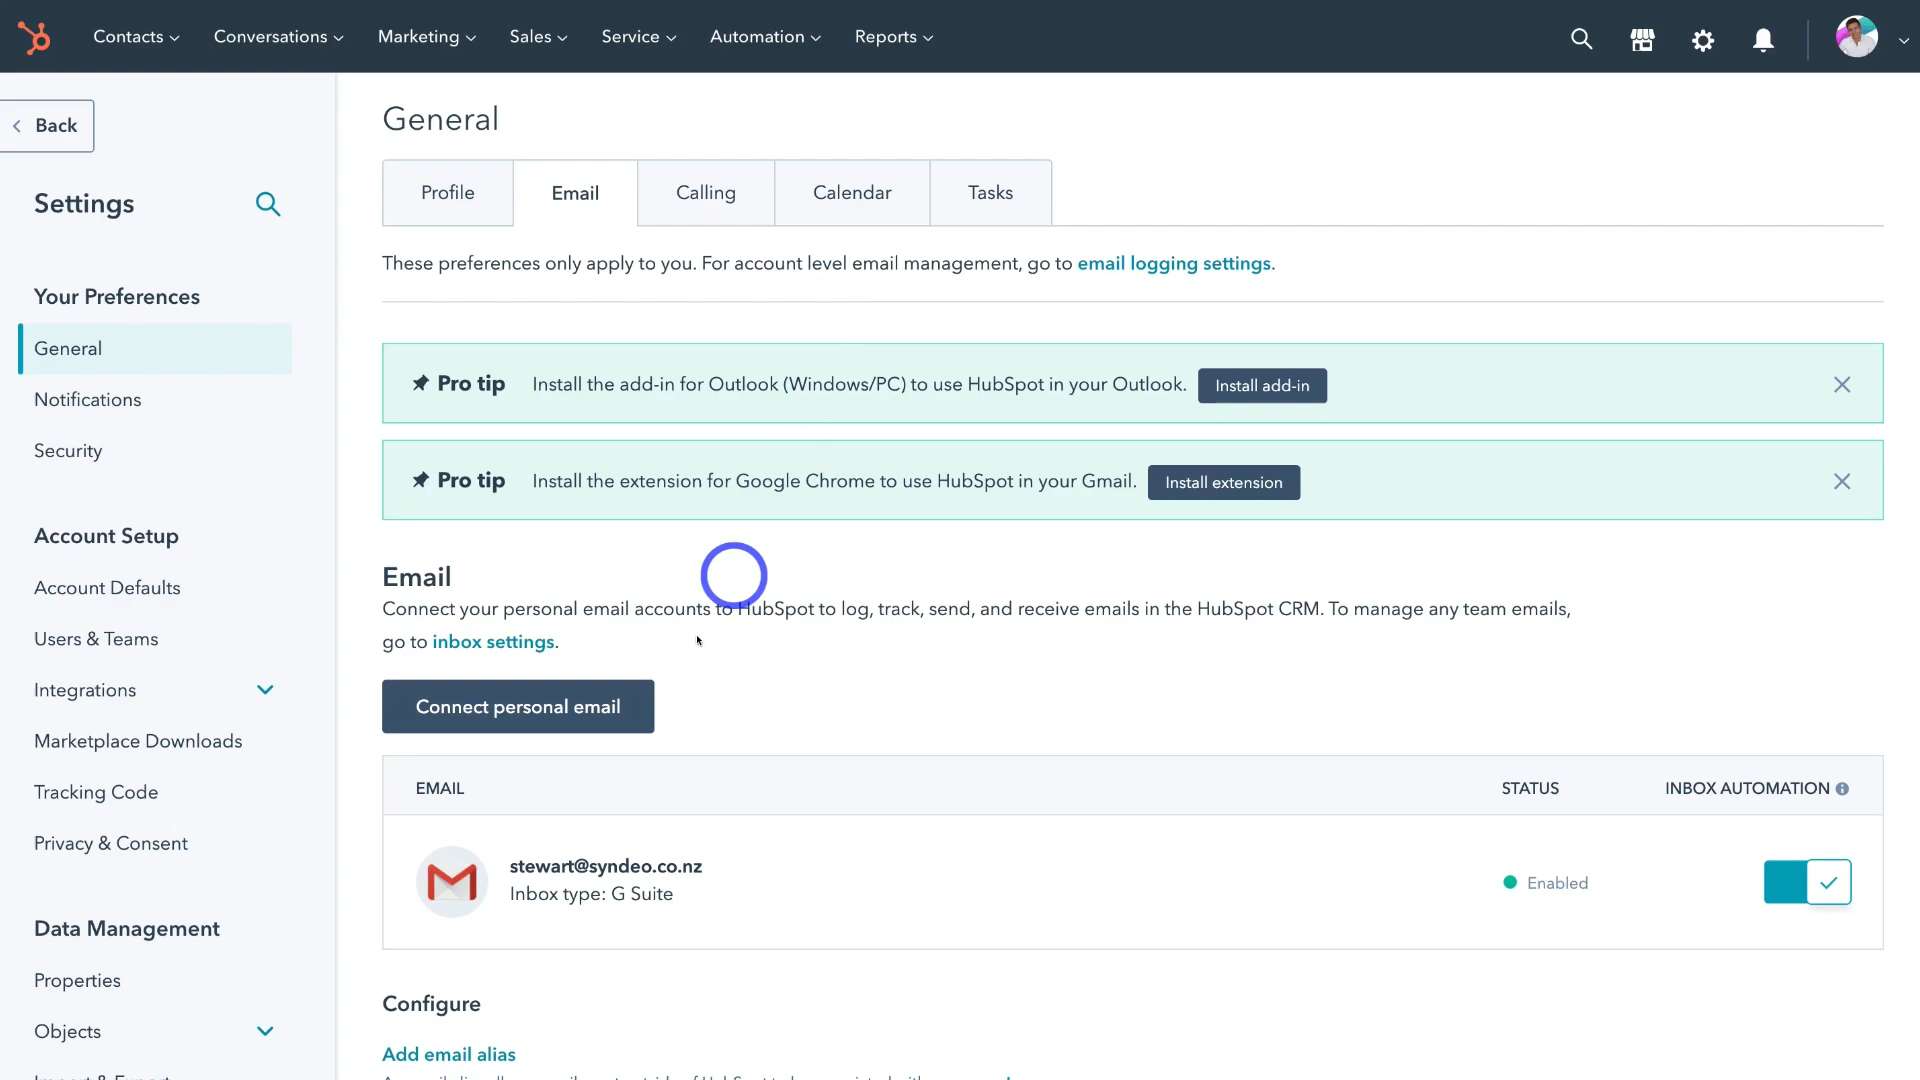 Contacts
Conversations
Marketing
Sales
Service
Automation
Reports
Back
Settings
Your Preferences
General
Notifications
Security
Account Setup
Account Defaults
Users & Teams
Integrations
Marketplace Downloads
Tracking Code
Privacy & Consent
Data Management
Properties
Objects
General
Profile
Email
Calling
Calendar
Tasks
These preferences only apply to you. For account level email management, go to email logging settings.
Pro tip Install the add-in for Outlook (Windows/PC) to use HubSpot in your Outlook. Install add-in
Pro tip Install the extension for Google Chrome to use HubSpot in your Gmail. Install extension
Email
Connect your personal email accounts to HubSpot to log, track, send, and receive emails in the HubSpot CRM. To manage any team emails,
go to inbox settings.
Connect personal email
EMAIL STATUS INBOX AUTOMATION
stewart@syndeo.co.nz
Inbox type: G Suite
Enabled
Configure
Add email alias